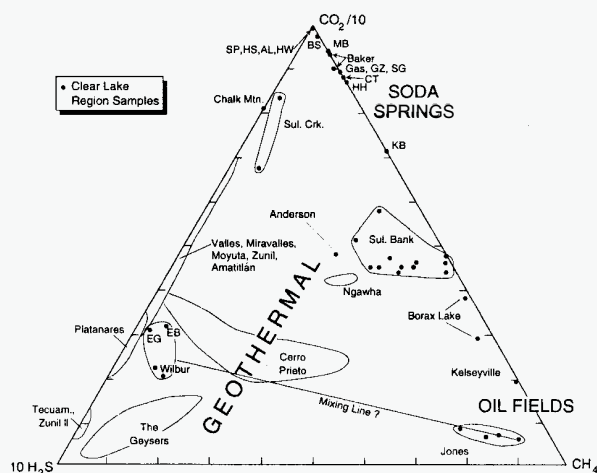 CO2/10
SP,HS,AL,HW
BS
MB
Baker
Gas, GZ, SG
CT
HH
• Clear Lake
Region Samples
SODA
SPRINGS
Chalk Mtn.
Sul. Crk.
KB
Anderson
Sul. Bank
Valles, Miravalles,
Moyuta, Zunil,
Amatitlán
Ngawha
GEOTHERMAL
Borax Lake
Platanares
EG
EB
Wilbur
Cerro
Prieto
Kelseyville
Mixing Line ?
OIL FIELDS
Tecuam.,
Zunil II
The
Geysers
Jones
10 H2S
CH4